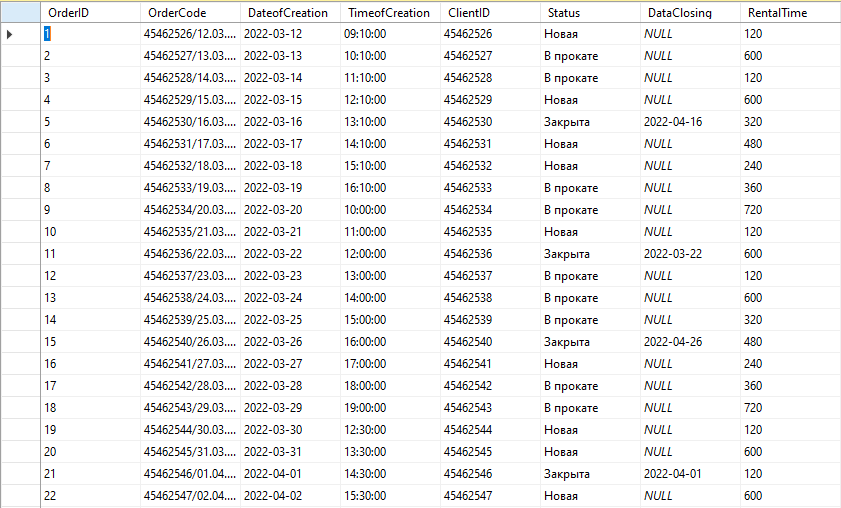 OrderID OrderCode DateofCreation TimeofCreation ClientID Status DataClosing RentalTime
1 45462526/12.03.... 2022-03-12 09:10:00 45462526 Новая NULL 120
2 45462527/13.03.... 2022-03-13 10:10:00 45462527 В прокате NULL 600
3 45462528/14.03.... 2022-03-14 11:10:00 45462528 В прокате NULL 120
4 45462529/15.03.... 2022-03-15 12:10:00 45462529 Новая NULL 600
5 45462530/16.03.... 2022-03-16 13:10:00 45462530 Закрыта 2022-04-16 320
6 45462531/17.03.... 2022-03-17 14:10:00 45462531 Новая NULL 480
7 45462532/18.03.... 2022-03-18 15:10:00 45462532 Новая NULL 240
8 45462533/19.03.... 2022-03-19 16:10:00 45462533 В прокате NULL 360
9 45462534/20.03.... 2022-03-20 10:00:00 45462534 В прокате NULL 720
10 45462535/21.03.... 2022-03-21 11:00:00 45462535 Новая NULL 120
11 45462536/22.03.... 2022-03-22 12:00:00 45462536 Закрыта 2022-03-22 600
12 45462537/23.03.... 2022-03-23 13:00:00 45462537 В прокате NULL 120
13 45462538/24.03.... 2022-03-24 14:00:00 45462538 В прокате NULL 600
14 45462539/25.03.... 2022-03-25 15:00:00 45462539 В прокате NULL 320
15 45462540/26.03.... 2022-03-26 16:00:00 45462540 Закрыта 2022-04-26 480
16 45462541/27.03.... 2022-03-27 17:00:00 45462541 Новая NULL 240
17 45462542/28.03.... 2022-03-28 18:00:00 45462542 В прокате NULL 360
18 45462543/29.03.... 2022-03-29 19:00:00 45462543 В прокате NULL 720
19 45462544/30.03.... 2022-03-30 12:30:00 45462544 Новая NULL 120
20 45462545/31.03.... 2022-03-31 13:30:00 45462545 Новая NULL 600
21 45462546/01.04.... 2022-04-01 14:30:00 45462546 Закрыта 2022-04-01 120
22 45462547/02.04.... 2022-04-02 15:30:00 45462547 Новая NULL 600